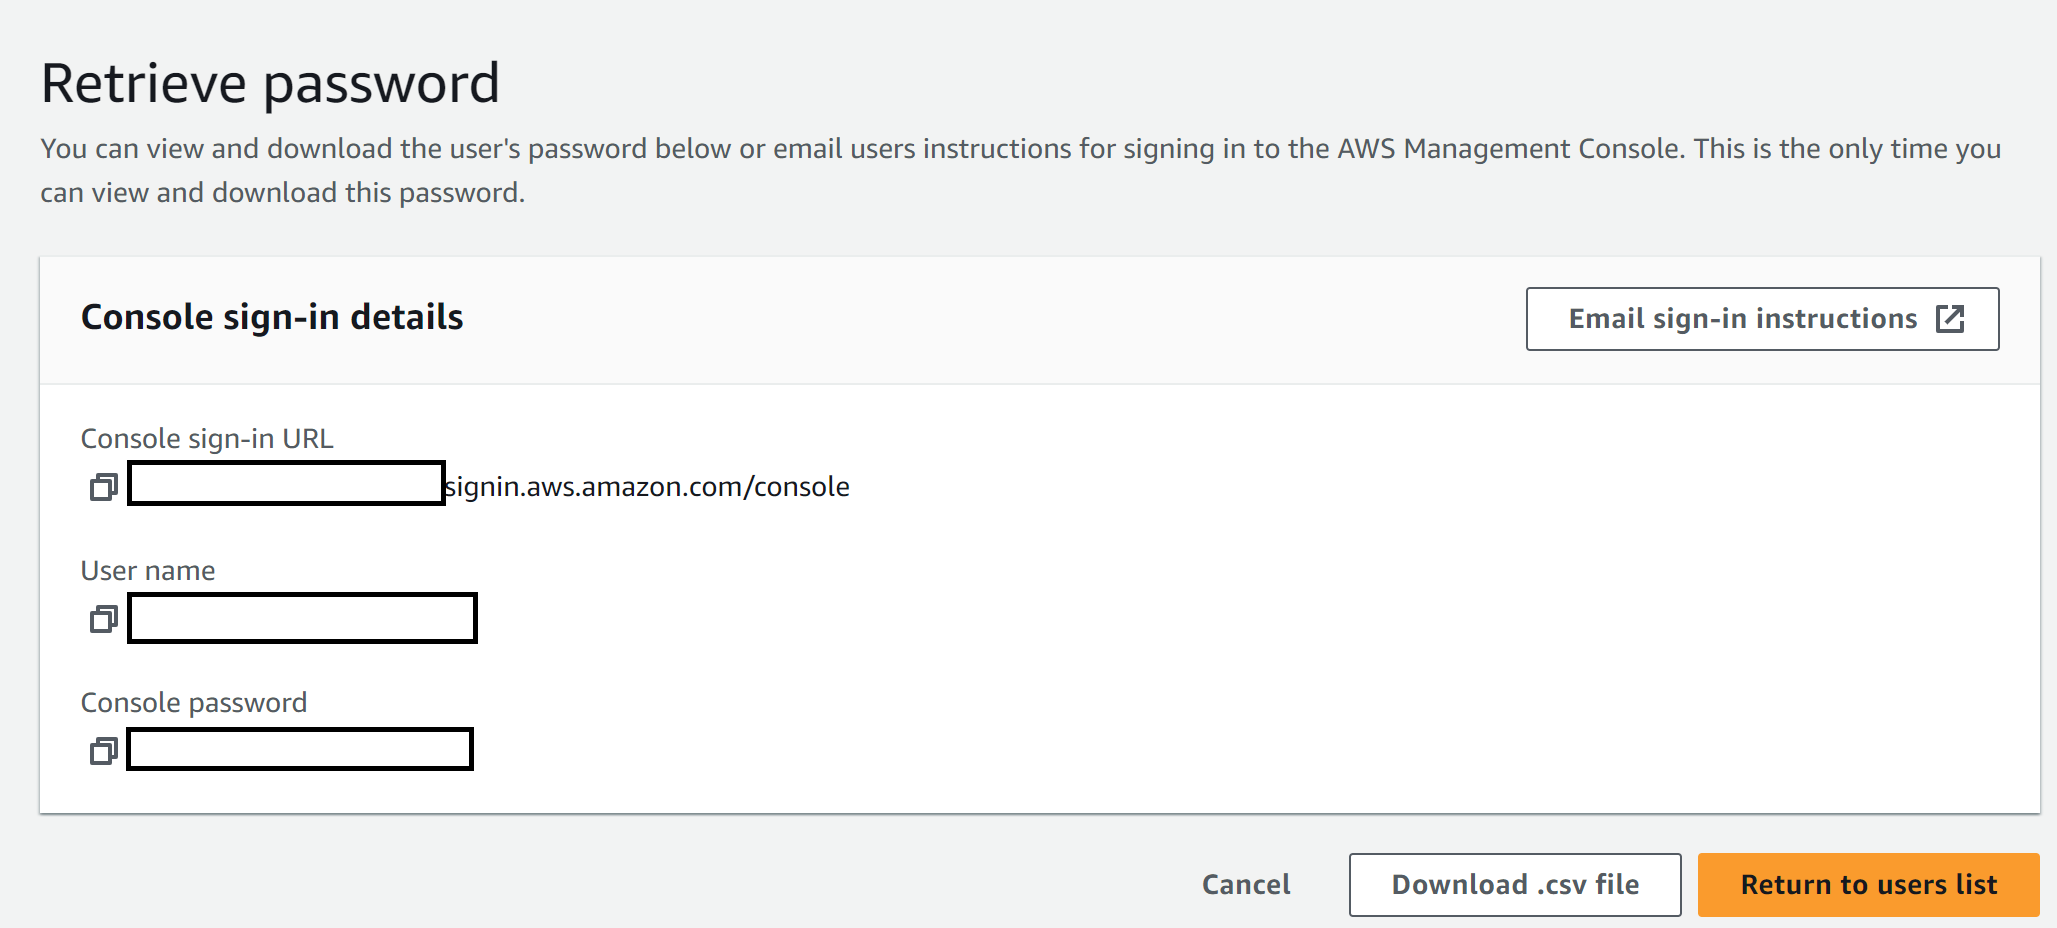 Retrieve password
You can view and download the user's password below or email users instructions for signing in to the AWS Management Console. This is the only time you
can view and download this password.
Console sign-in details
Email sign-in instructions
Console sign-in URL
signin.aws.amazon.com/console
User name
Console password
Cancel
Download .csv file
Return to users list